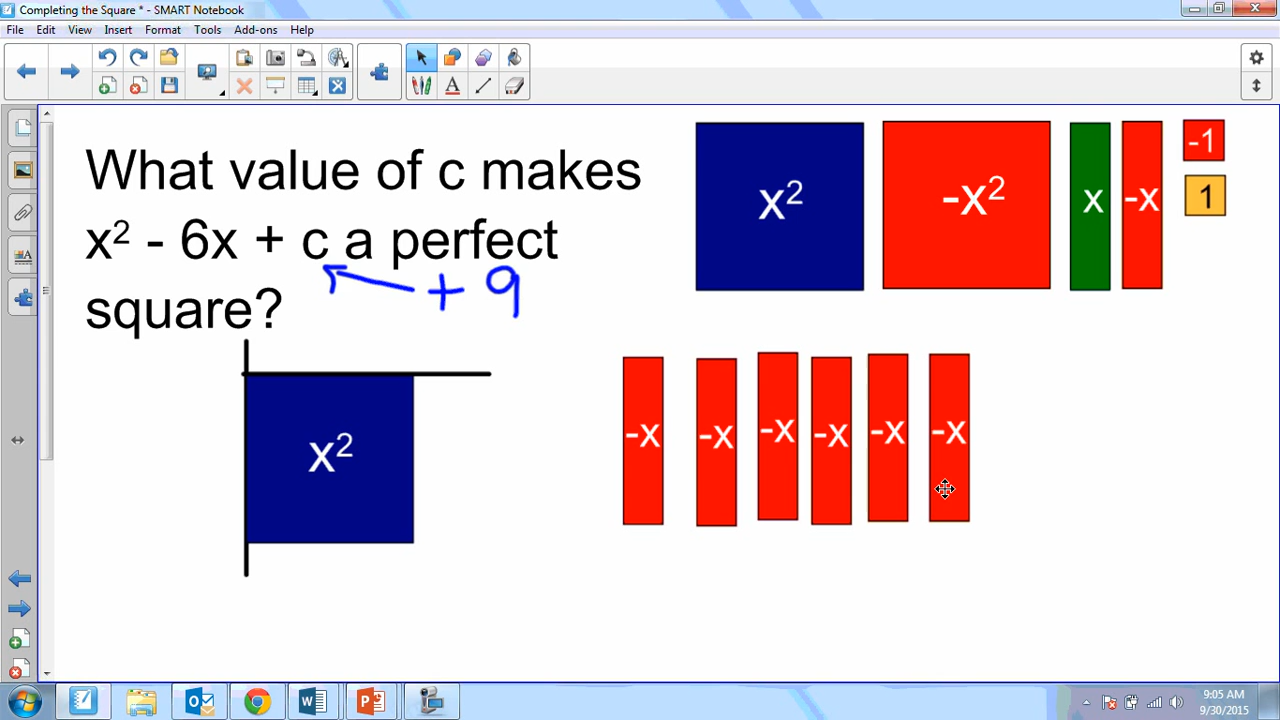 Completing the Square * - SMART Notebook
File Edit View Insert Format Tools Add-ons Help
What value of c makes
x² - 6x + c a perfect
square?
+ 9
x²
-x²
x
-x
-1
1
x²
-x
-x
-x
-x
-x
-x
9:05 AM
9/30/2015